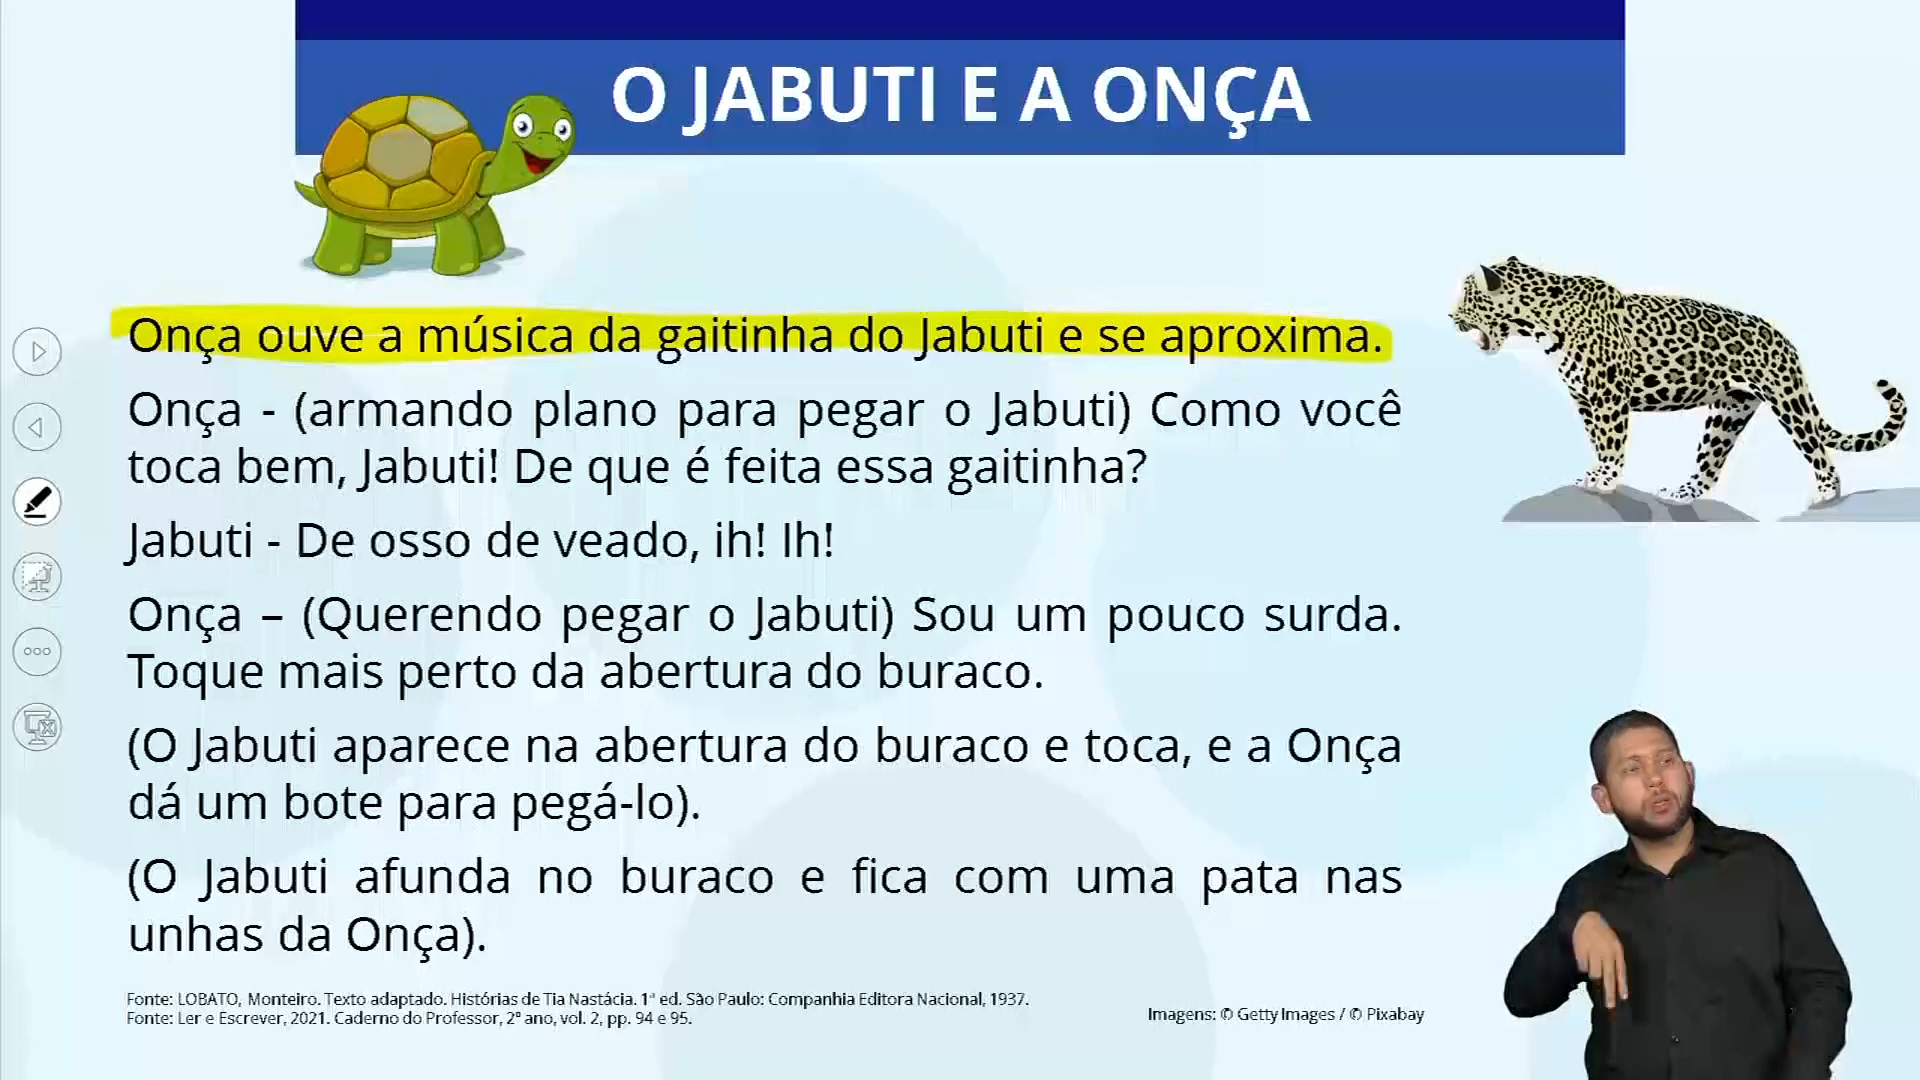 O JABUTI E A ONÇA
Onça ouve a música da gaitinha do Jabuti e se aproxima.
Onça - (armando plano para pegar o Jabuti) Como você
toca bem, Jabuti! De que é feita essa gaitinha?
Jabuti - De osso de veado, ih! Ih!
Onça – (Querendo pegar o Jabuti) Sou um pouco surda.
Toque mais perto da abertura do buraco.
(O Jabuti aparece na abertura do buraco e toca, e a Onça
dá um bote para pegá-lo).
(O Jabuti afunda no buraco e fica com uma pata nas
unhas da Onça).
Fonte: LOBATO, Monteiro. Texto adaptado. Histórias de Tia Nastácia. 1ª ed. São Paulo: Companhia Editora Nacional, 1937.
Fonte: Ler e Escrever, 2021. Caderno do Professor, 2º ano, vol. 2, pp. 94 e 95.
Imagens: © Getty Images / © Pixabay